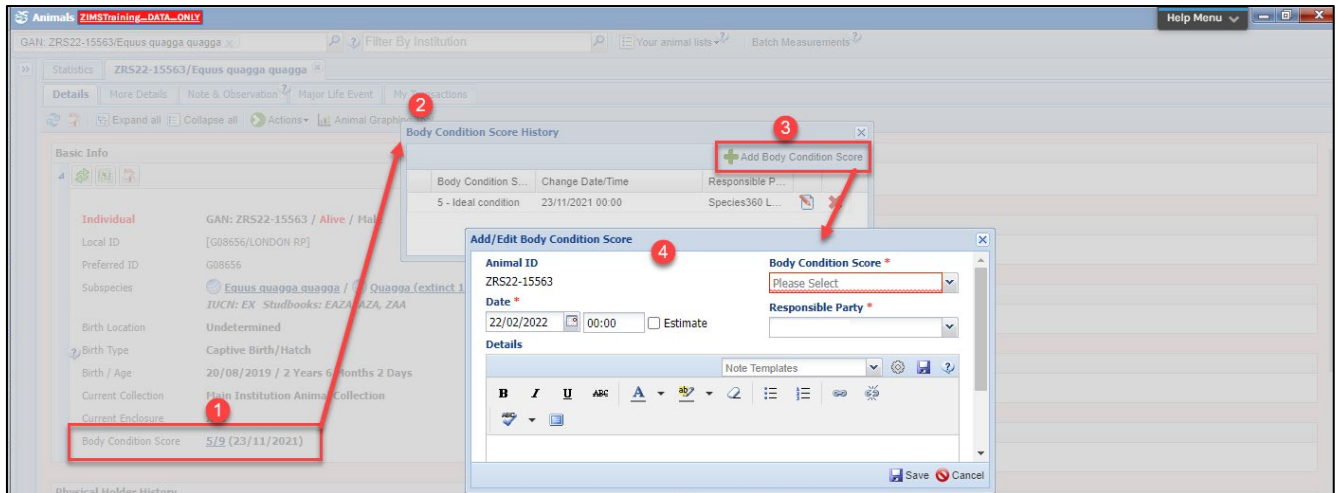 Animals ZIMSTraining_DATA_ONLY
Help Menu
GAN: ZRS22-15563/Equus quagga quagga
Filter By Institution
Your animal lists
Batch Measurements
Statistics
ZRS22-15563/Equus quagga quagga
Details
More Details
Note & Observation
Major Life Event
My Transactions
Expand all
Collapse all
Actions
Animal Graphing
2
Body Condition Score History
3
Add Body Condition Score
Body Condition S... Change Date/Time Responsible P...
5 - Ideal condition 23/11/2021 00:00 Species360 L...
Basic Info
Individual GAN: ZRS22-15563 / Alive /
Local ID [G08656/LONDON RP]
Preferred ID G08656
Subspecies Equus quagga quagga / Quagga (extinct 1
IUCN: EX Studbooks: EAZA, AZA, ZAA
Birth Location Undetermined
Birth Type Captive Birth/Hatch
Birth / Age 20/08/2019 / 2 Years 6 Months 2 Days
Current Collection Main Institution Animal Collection
1
Current Enclosure
Body Condition Score 5/9 (23/11/2021)
Physical Holder History
Add/Edit Body Condition Score
4
Animal ID
ZRS22-15563
Body Condition Score *
Please Select
Date *
22/02/2022 00:00 Estimate
Responsible Party *
Details
Note Templates
B I U ABC A ab
ABC
Save Cancel